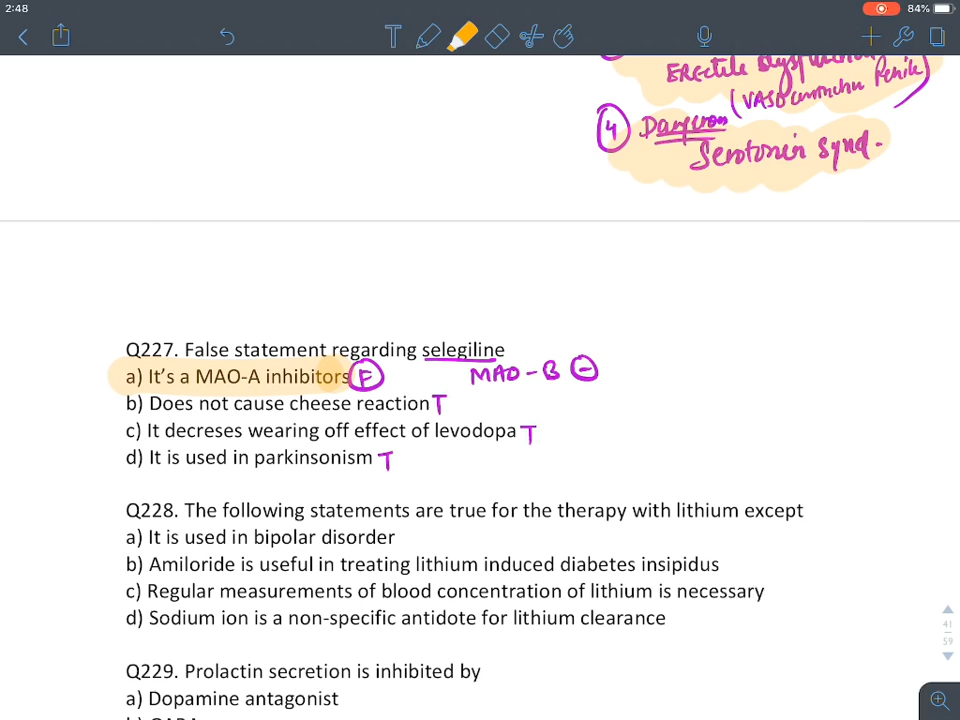 2:48
84%
T
Erectile Dysfunction
(VASO Penile)
4 Dangerous
Serotonin Synd.
Q227. False statement regarding selegiline
a) It's a MAO-A inhibitors F MAO-B -
b) Does not cause cheese reaction T
c) It decreses wearing off effect of levodopa T
d) It is used in parkinsonism T
Q228. The following statements are true for the therapy with lithium except
a) It is used in bipolar disorder
b) Amiloride is useful in treating lithium induced diabetes insipidus
c) Regular measurements of blood concentration of lithium is necessary
d) Sodium ion is a non-specific antidote for lithium clearance
41
59
Q229. Prolactin secretion is inhibited by
a) Dopamine antagonist